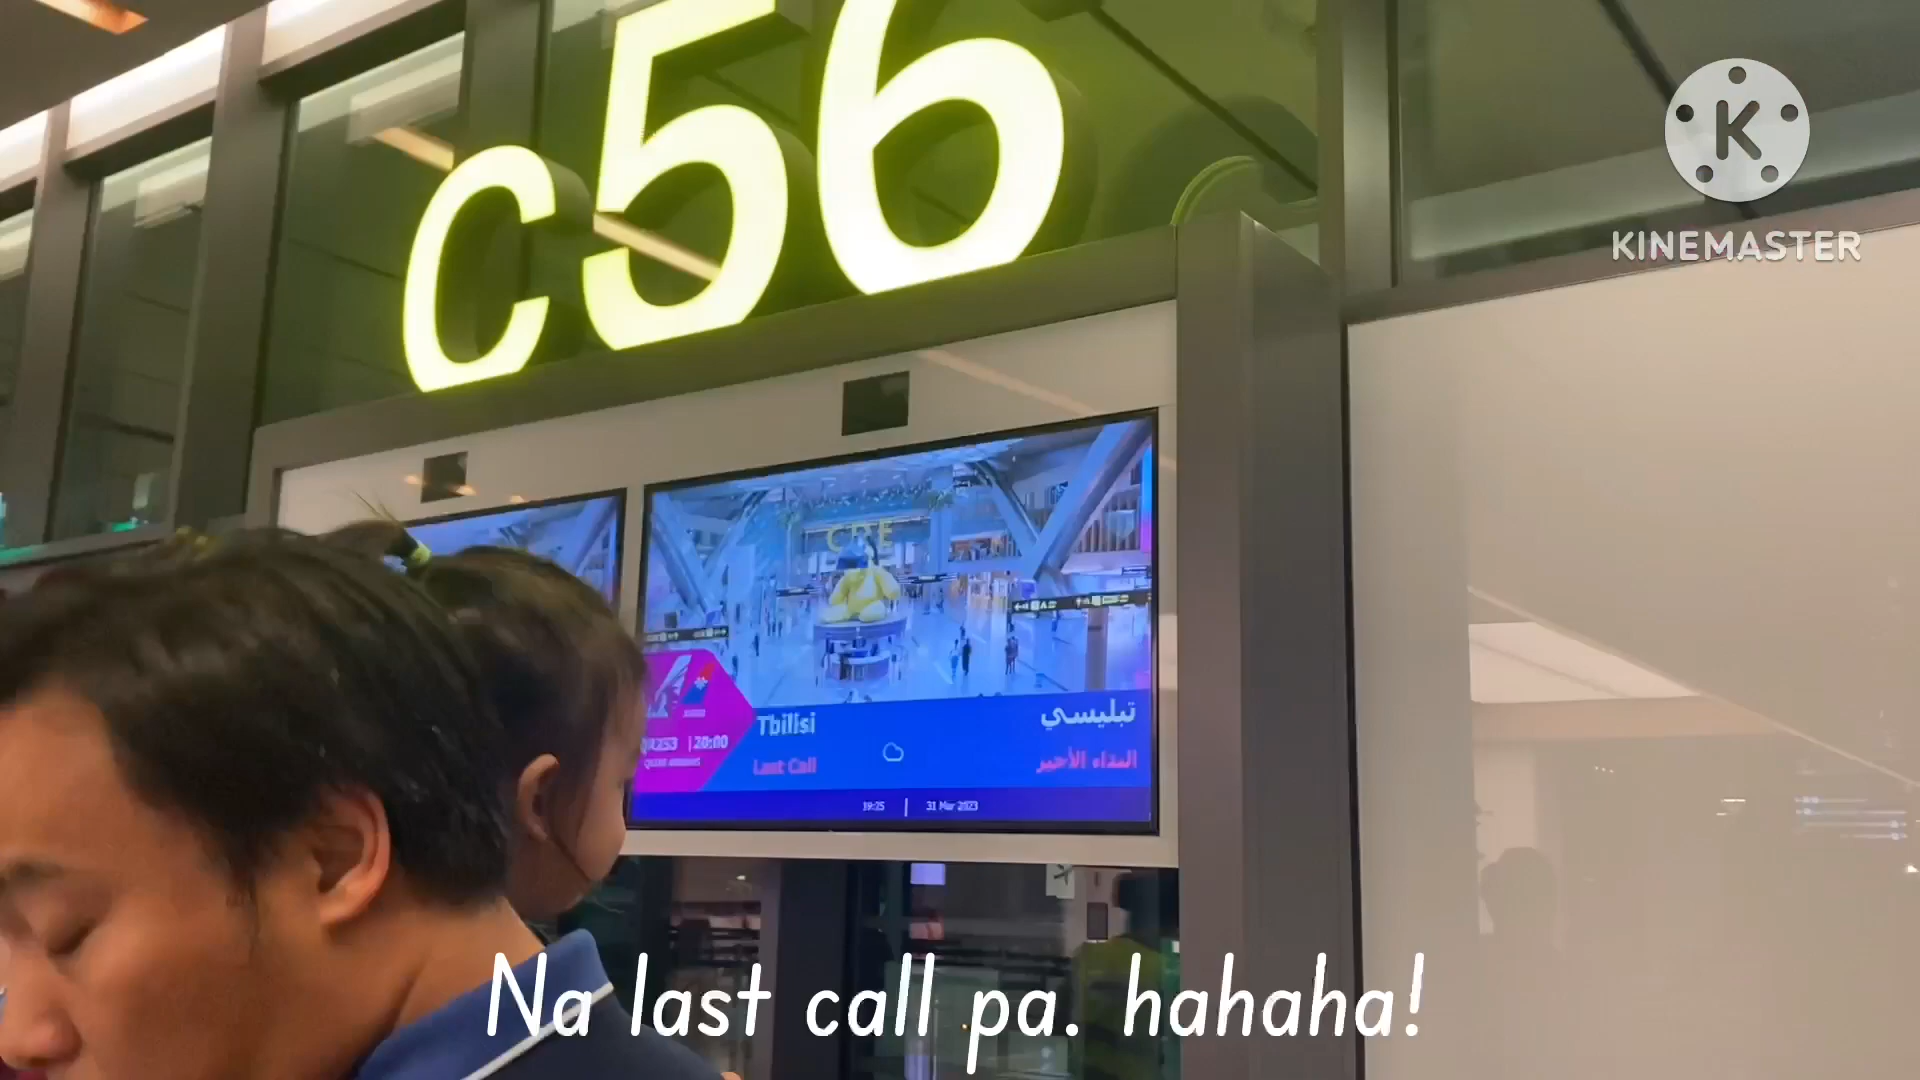 c56
K
KINEMASTER
Tbilisi
تبليسي
20:00
Last Call
النداء الأخير
19:25 | 31 Mar 2023
Na last call pa. hahaha!